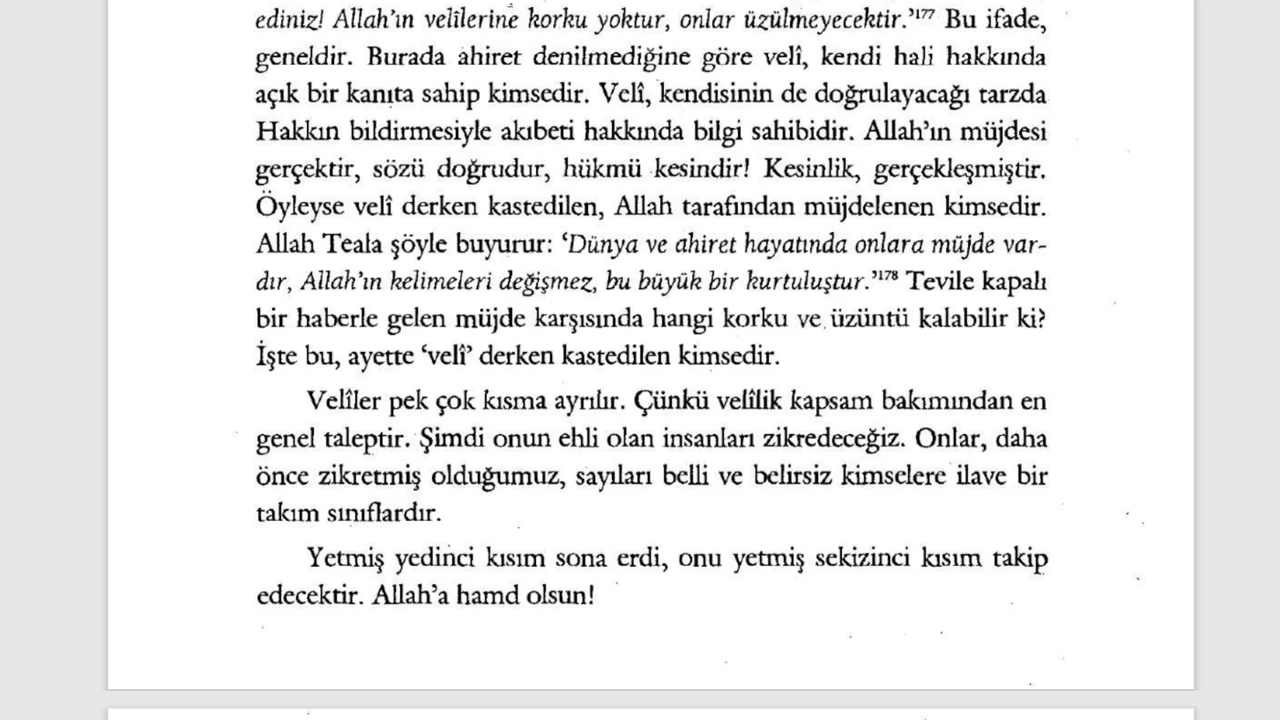 ediniz! Allah'ın velîlerine korku yoktur, onlar üzülmeyecektir.'¹⁷⁷ Bu ifade,
geneldir. Burada ahiret denilmediğine göre velî, kendi hali hakkında
açık bir kanıta sahip kimsedir. Velî, kendisinin de doğrulayacağı tarzda
Hakkın bildirmesiyle akıbeti hakkında bilgi sahibidir. Allah'ın müjdesi
gerçektir, sözü doğrudur, hükmü kesindir! Kesinlik, gerçekleşmiştir.
Öyleyse velî derken kastedilen, Allah tarafından müjdelenen kimsedir.
Allah Teala şöyle buyurur: 'Dünya ve ahiret hayatında onlara müjde var-
dır, Allah'ın kelimeleri değişmez, bu büyük bir kurtuluştur.'¹⁷⁸ Tevile kapalı
bir haberle gelen müjde karşısında hangi korku ve üzüntü kalabilir ki?
İşte bu, ayette 'velî' derken kastedilen kimsedir.
Velîler pek çok kısma ayrılır. Çünkü velîlik kapsam bakımından en
genel taleptir. Şimdi onun ehli olan insanları zikredeceğiz. Onlar, daha
önce zikretmiş olduğumuz, sayıları belli ve belirsiz kimselere ilave bir
takım sınıflardır.
Yetmiş yedinci kısım sona erdi, onu yetmiş sekizinci kısım takip
edecektir. Allah'a hamd olsun!